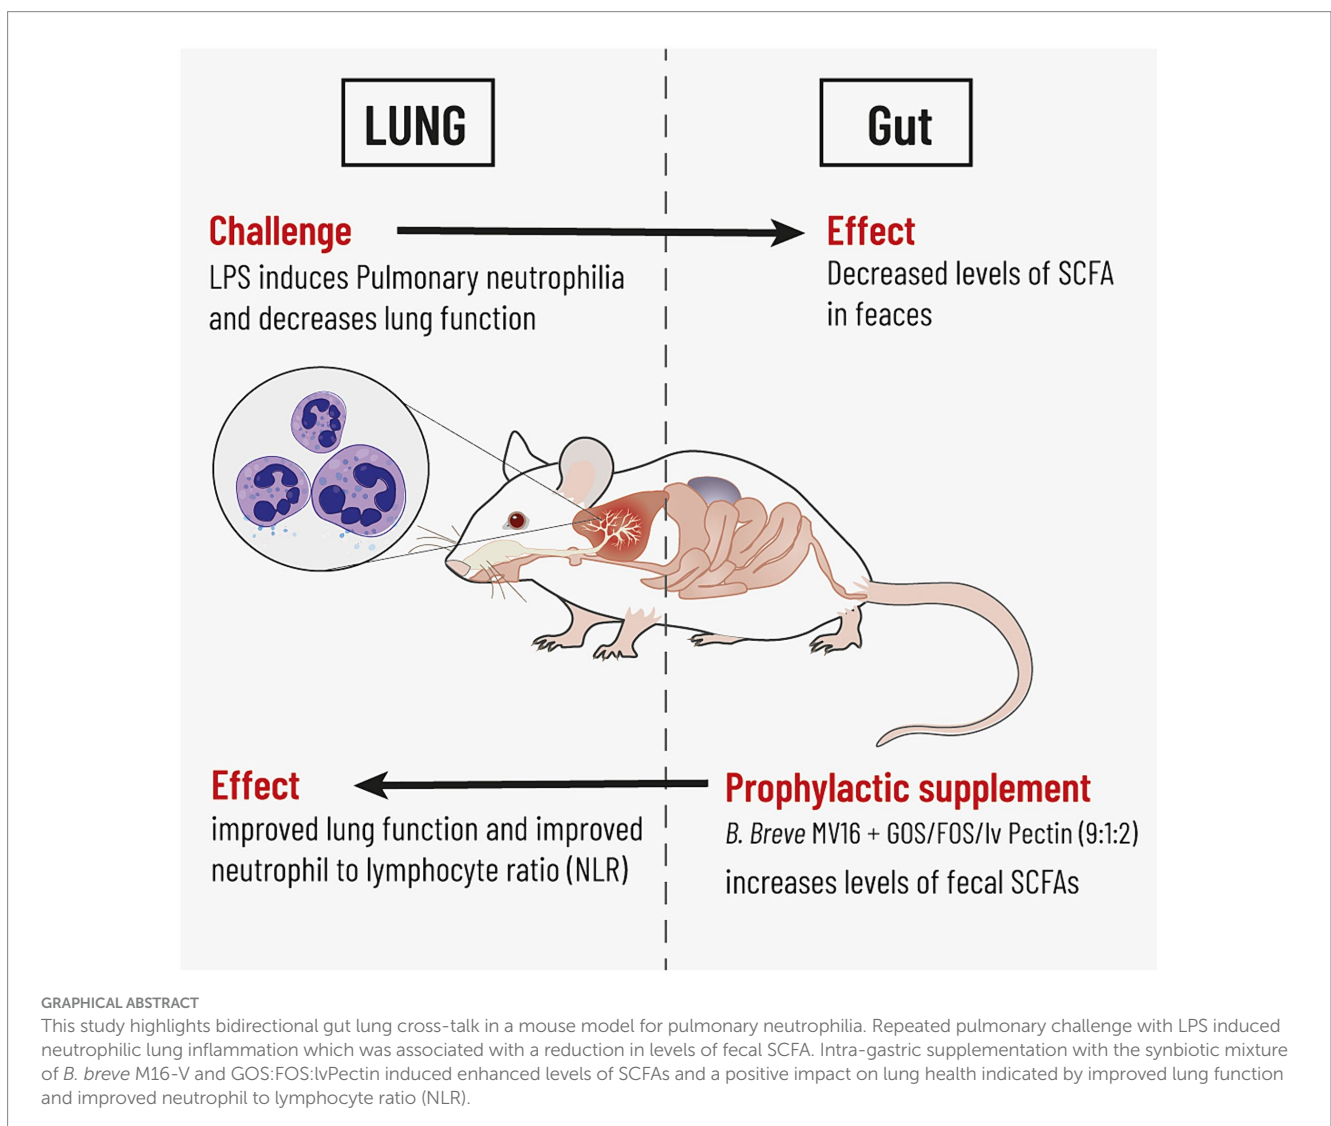 LUNG
Gut
Challenge
LPS induces Pulmonary neutrophilia
and decreases lung function
Effect
Decreased levels of SCFA
in feaces
Effect
improved lung function and improved
neutrophil to lymphocyte ratio (NLR)
Prophylactic supplement
B. Breve MV16 + GOS/FOS/lv Pectin (9:1:2)
increases levels of fecal SCFAs
GRAPHICAL ABSTRACT
This study highlights bidirectional gut lung cross-talk in a mouse model for pulmonary neutrophilia. Repeated pulmonary challenge with LPS induced
neutrophilic lung inflammation which was associated with a reduction in levels of fecal SCFA. Intra-gastric supplementation with the synbiotic mixture
of B. breve M16-V and GOS:FOS:lvPectin induced enhanced levels of SCFAs and a positive impact on lung health indicated by improved lung function
and improved neutrophil to lymphocyte ratio (NLR).